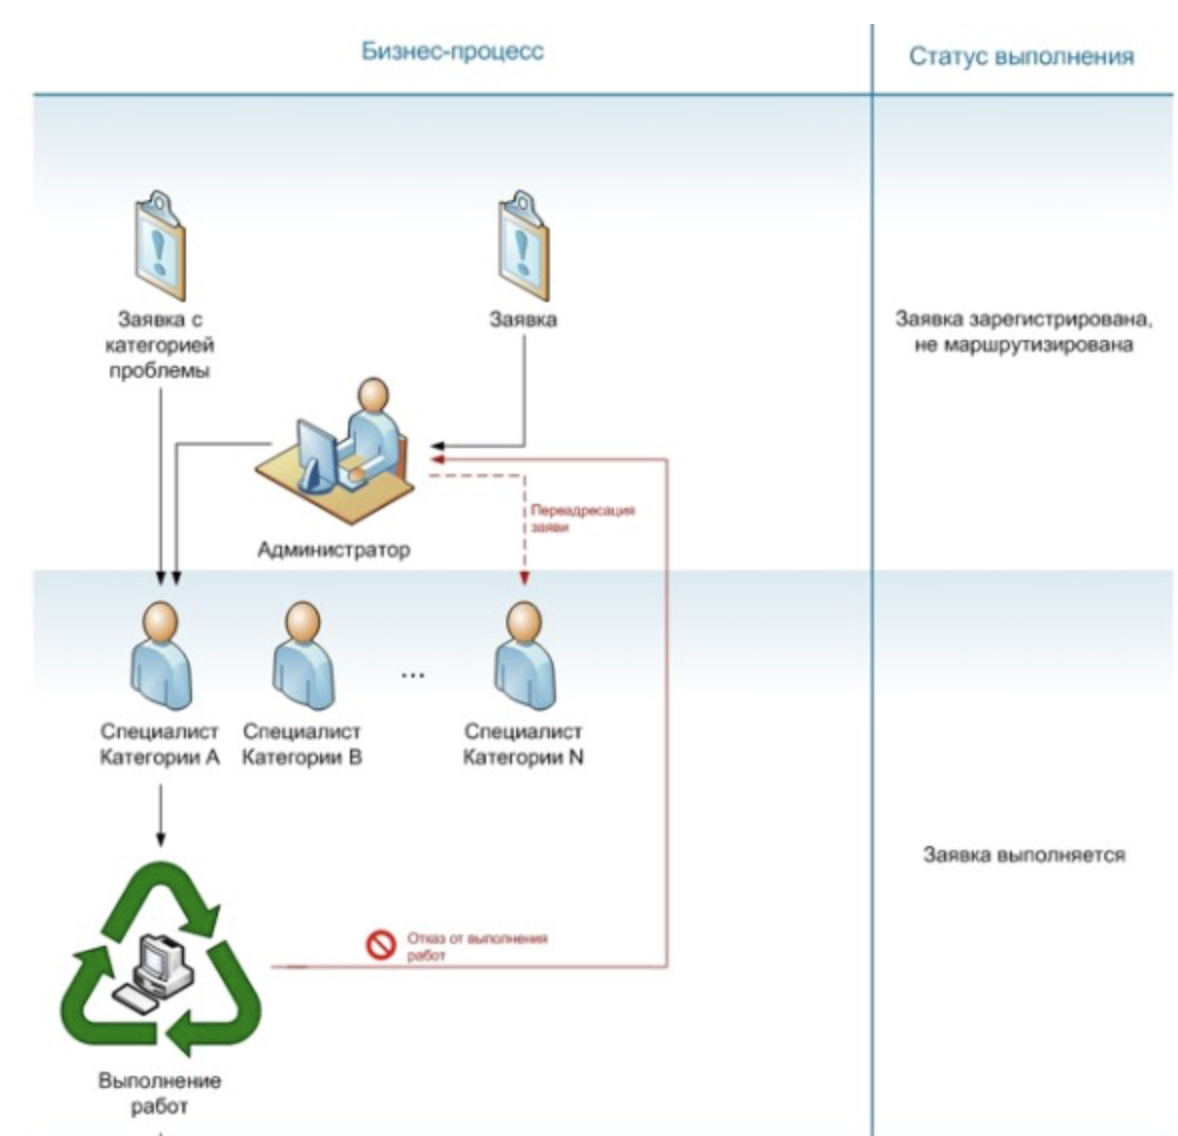 Бизнес-процесс
Статус выполнения
Заявка с
категорией
проблемы
Заявка
Заявка зарегистрирована,
не маршрутизирована
Переадресация
заяви
Администратор
Специалист
Категории A
Специалист
Категории B
...
Специалист
Категории N
Заявка выполняется
Отказ от выполнения
работ
Выполнение
работ